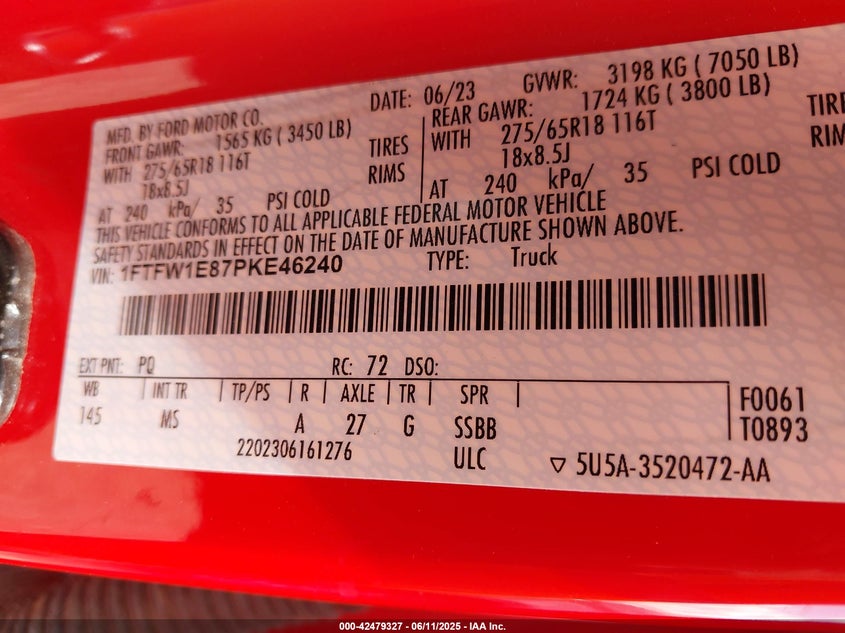 MFD. BY FORD MOTOR CO. DATE: 06/23 GVWR: 3198 KG ( 7050 LB)
FRONT GAWR: 1565 KG ( 3450 LB) REAR GAWR: 1724 KG ( 3800 LB)
WITH 275/65R18 116T TIRES WITH 275/65R18 116T TIRE
18x8.5J RIMS 18x8.5J RIM
AT 240 kPa/ 35 PSI COLD AT 240 kPa/ 35 PSI COLD
THIS VEHICLE CONFORMS TO ALL APPLICABLE FEDERAL MOTOR VEHICLE
SAFETY STANDARDS IN EFFECT ON THE DATE OF MANUFACTURE SHOWN ABOVE.
VIN: 1FTFW1E87PKE46240 TYPE: Truck
EXT PNT: PQ RC: 72 DSO:
WB INT TR TP/PS R AXLE TR SPR F0061
145 MS A 27 G SSBB T0893
2202306161276 ULC 5U5A-3520472-AA
000-42479327 - 06/11/2025 - IAA Inc.